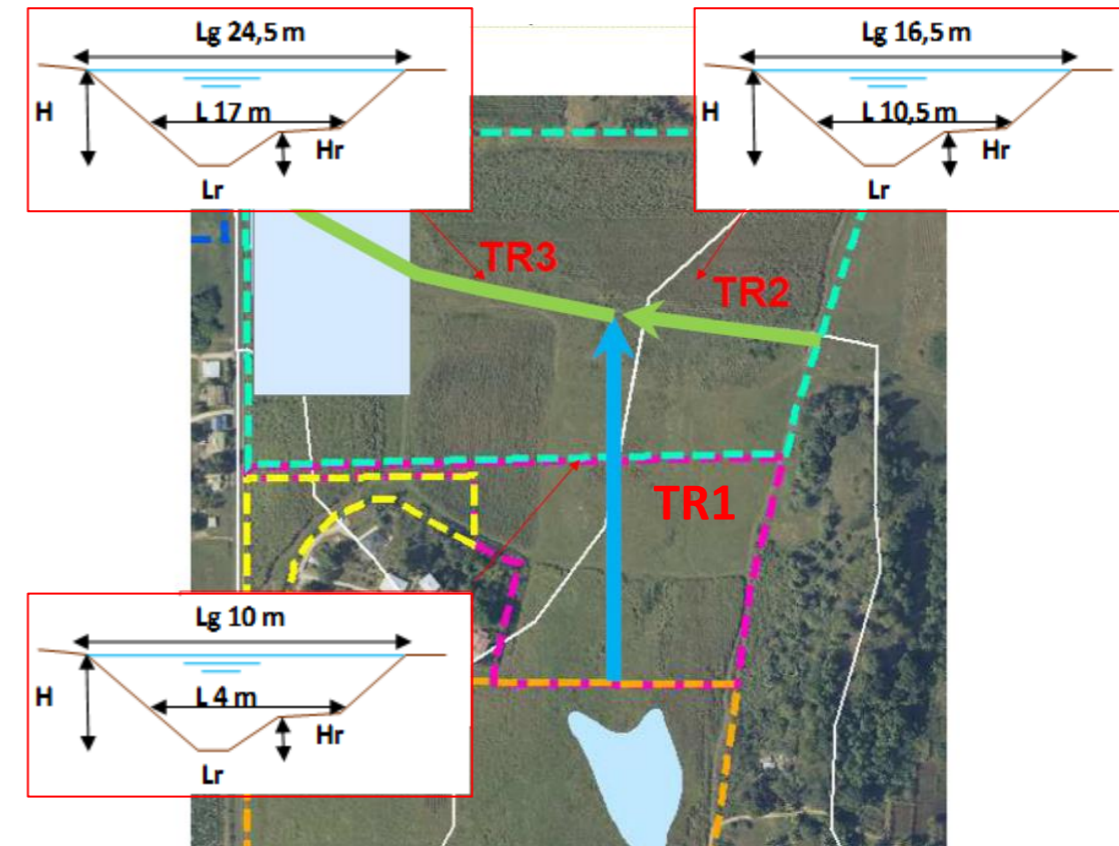 Lg 24,5 m
H
L 17 m
Hr
Lr
Lg 16,5 m
H
L 10,5 m
Hr
Lr
TR3
TR2
TR1
Lg 10 m
H
L 4 m
Hr
Lr